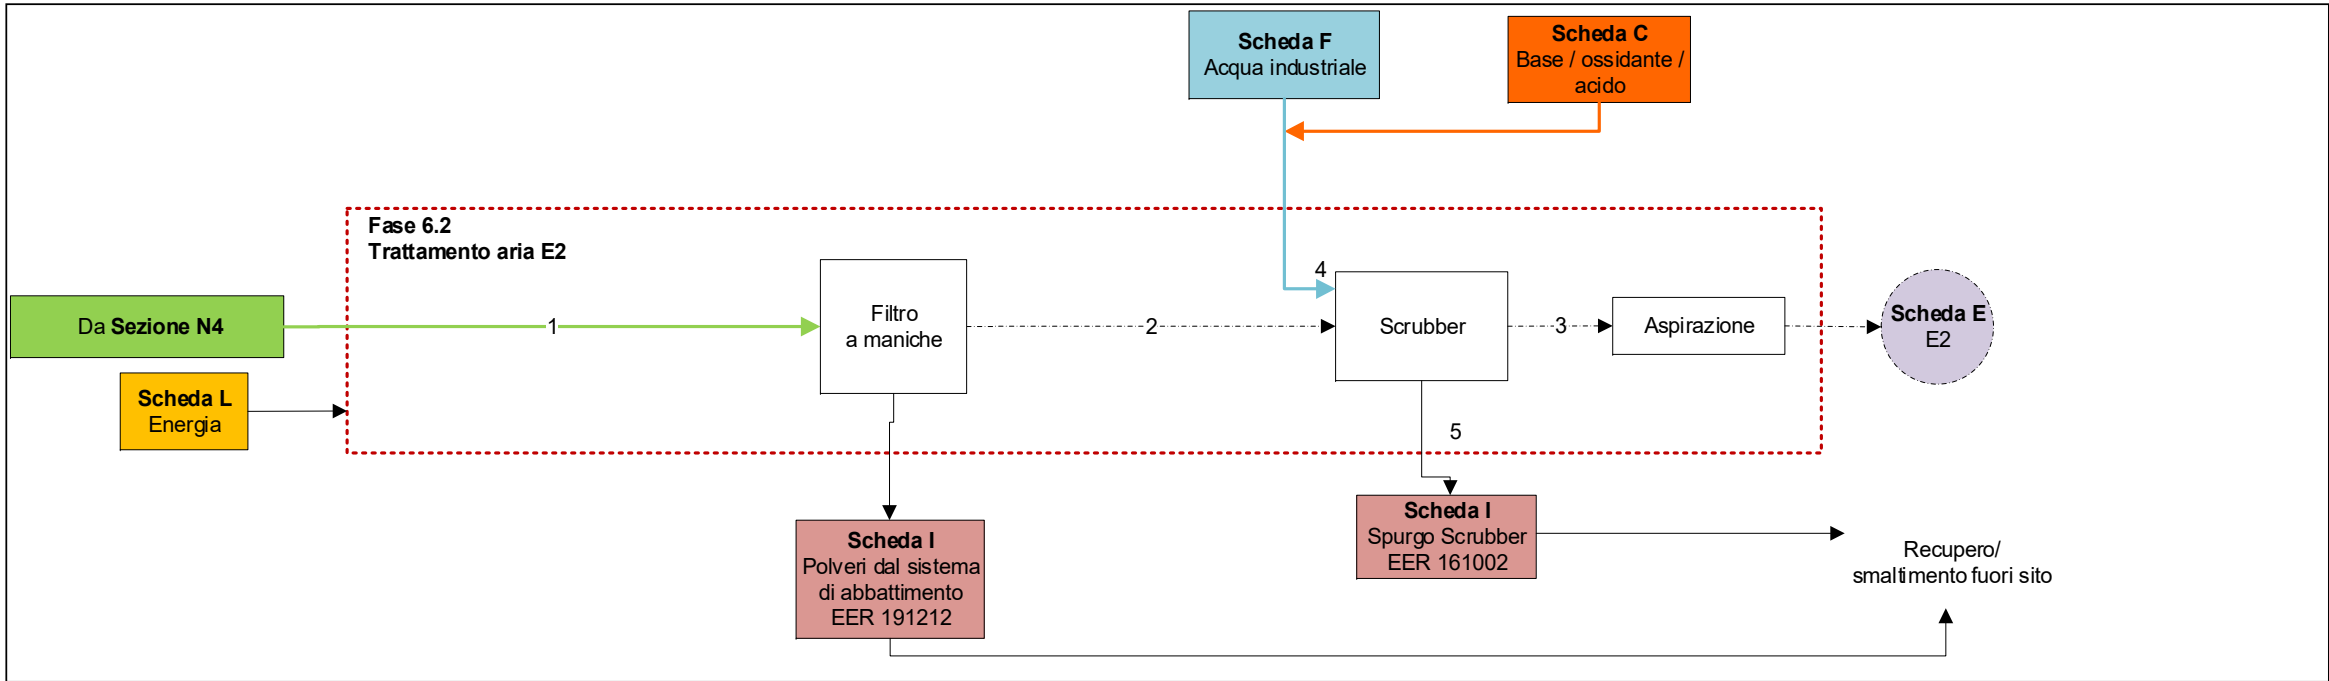 Scheda F
Acqua industriale
Scheda C
Base / ossidante /
acido
Fase 6.2
Trattamento aria E2
4
Da Sezione N4
1
Filtro
a maniche
2
Scrubber
3
Aspirazione
Scheda E
E2
Scheda L
Energia
5
Scheda I
Spurgo Scrubber
EER 161002
Scheda I
Polveri dal sistema
di abbattimento
EER 191212
Recupero/
smaltimento fuori sito